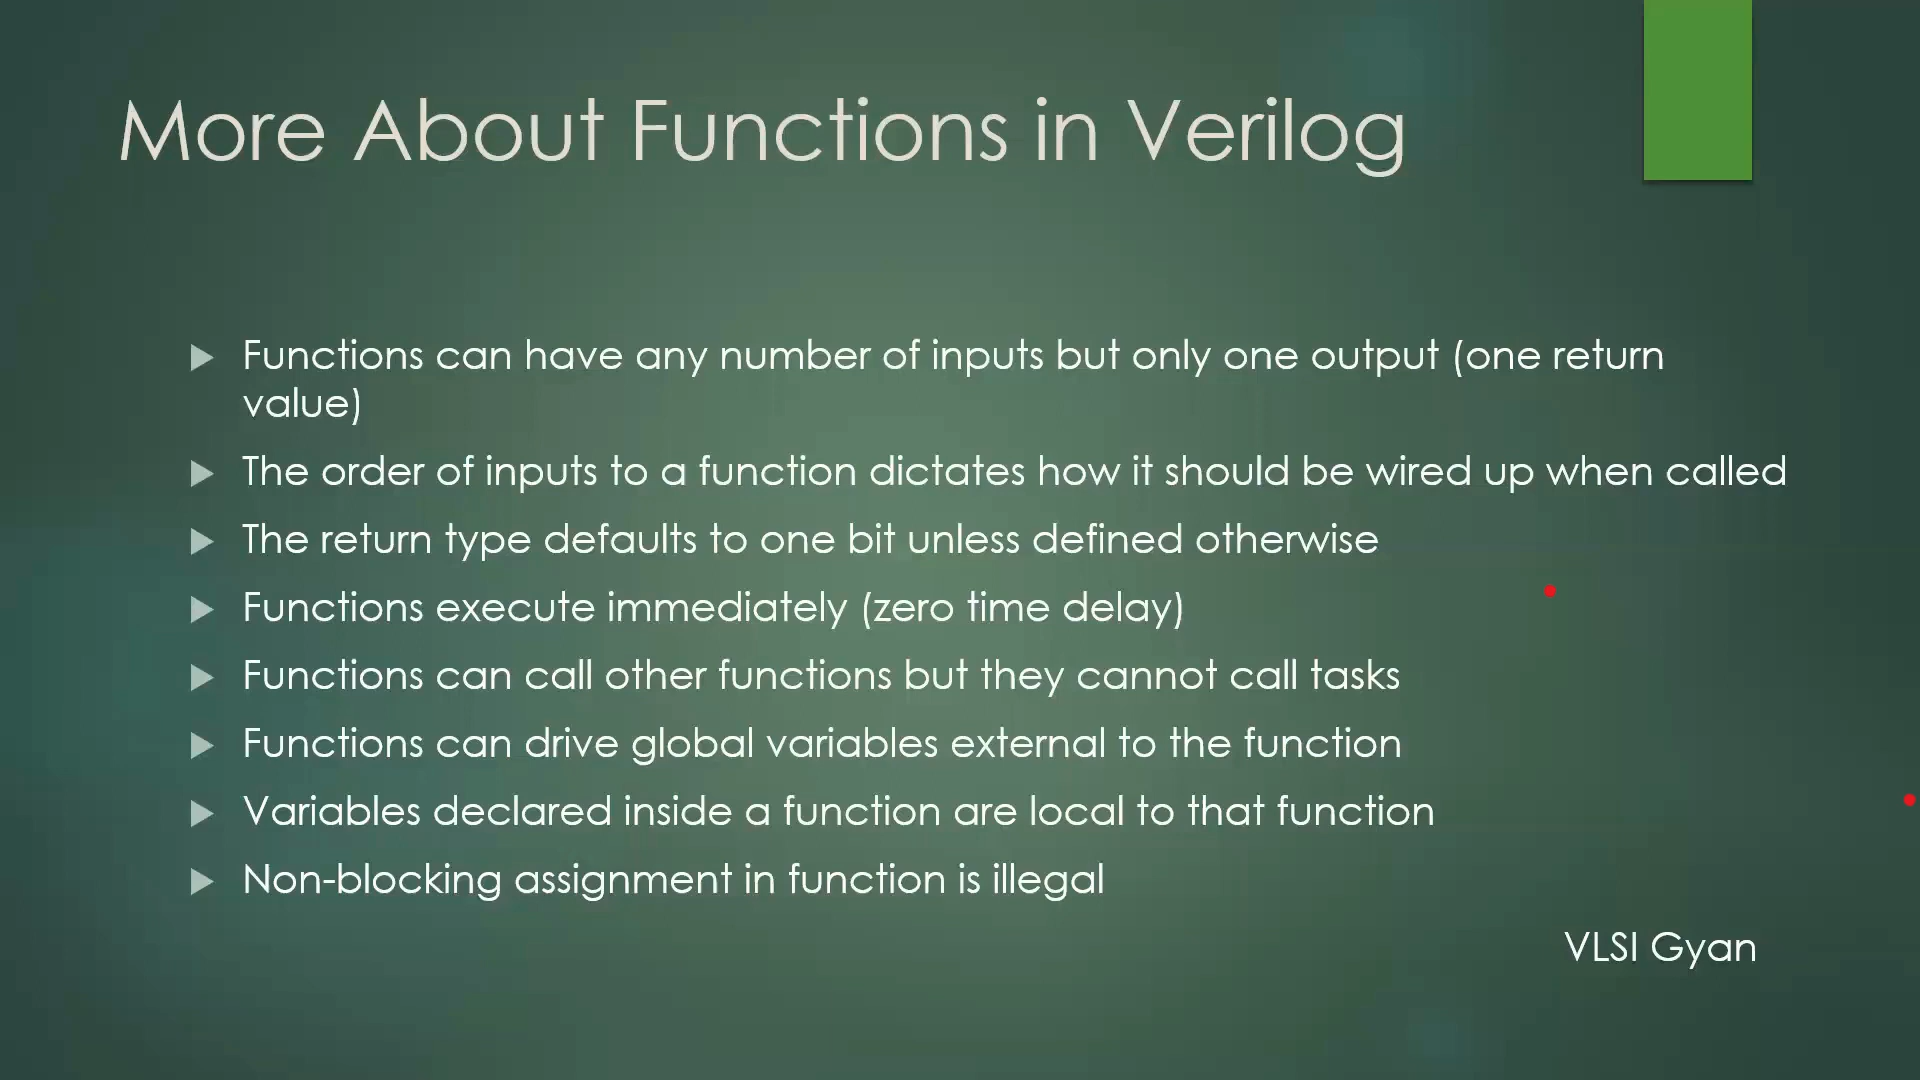 More About Functions in Verilog
Functions can have any number of inputs but only one output (one return
value)
The order of inputs to a function dictates how it should be wired up when called
The return type defaults to one bit unless defined otherwise
Functions execute immediately (zero time delay)
Functions can call other functions but they cannot call tasks
Functions can drive global variables external to the function
Variables declared inside a function are local to that function
Non-blocking assignment in function is illegal
VLSI Gyan